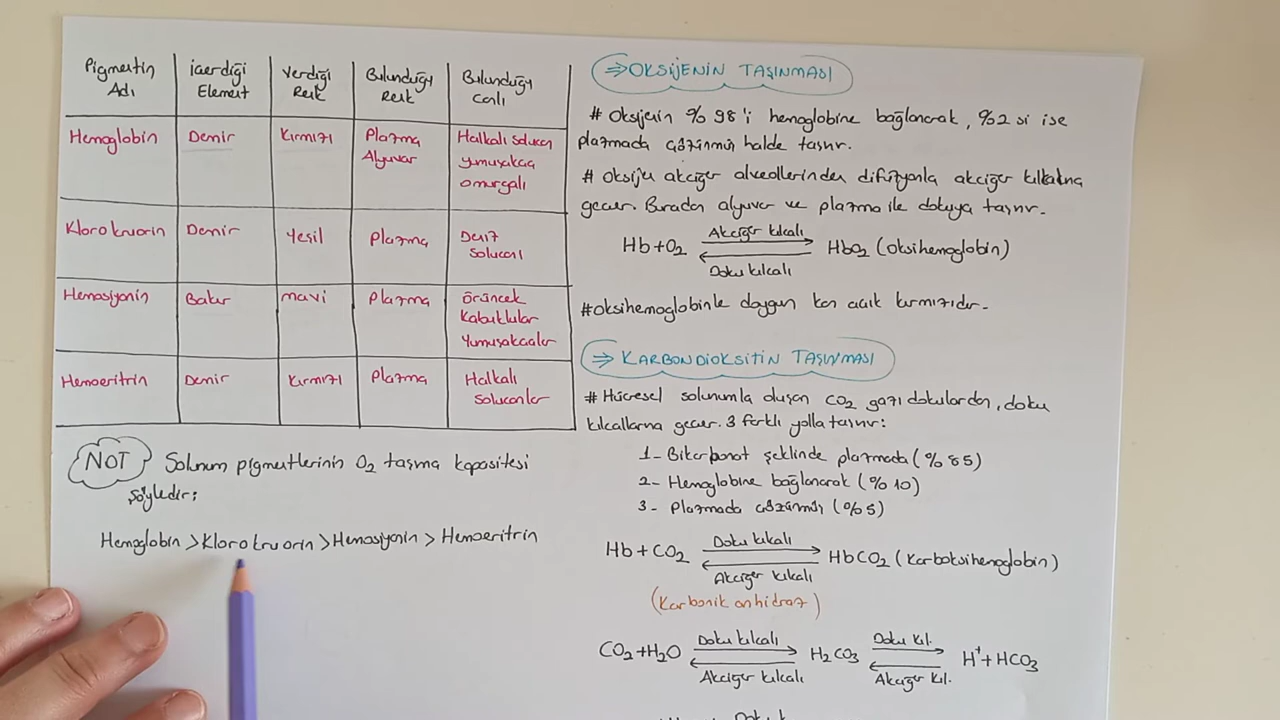 Pigmentin Adı
İçerdiği Element
Verdiği Renk
Bulunduğu Renk
Bulunduğu Canlı
Hemoglobin
Demir
Kırmızı
Plazma
Alyuvar
Halkalı solucan
yumuşakça
omurgalı
Klorokruorin
Demir
Yeşil
Plazma
Deniz
Solucanı
Hemosiyanin
Bakır
mavi
Plazma
Örümcek
Kabuklular
Yumuşakçalar
Hemoeritrin
Demir
Kırmızı
Plazma
Halkalı
Solucanlar
NOT Solunum pigmentlerinin O2 taşıma kapasitesi
şöyledir:
Hemoglobin > Klorokruorin > Hemosiyanin > Hemoeritrin
⇒ OKSİJENİN TAŞINMASI
# Oksijenin %98'i hemoglobine bağlanarak, %2 si ise
plazmada çözünmüş halde taşınır.
# Oksijen akciğer alveollerinden difüzyonla akciğer kılcalına
geçer. Buradan alyuvar ve plazma ile dokuya taşınır.
Akciğer kılcalı
Hb+O2 ⇄ HbO2 (Oksihemoglobin)
Doku kılcalı
#oksihemoglobinle doygun kan açık kırmızıdır.
⇒ KARBONDİOKSİTİN TAŞINMASI
# Hücresel solunumla oluşan CO2 gazı dokulardan, doku
kılcallarına geçer. 3 farklı yolla taşınır:
1- Bikarbonat şeklinde plazmada (%85)
2- Hemoglobine bağlanarak (%10)
3- Plazmada çözünmüş (%5)
Doku kılcalı
Hb + CO2 ⇄ HbCO2 (Karboksihemoglobin)
Akciğer kılcalı
(Karbonik anhidraz)
Doku kılcalı Doku kıl.
CO2+H2O ⇄ H2CO3 ⇄ H+ + HCO3
Akciğer kılcalı Akciğer kıl.